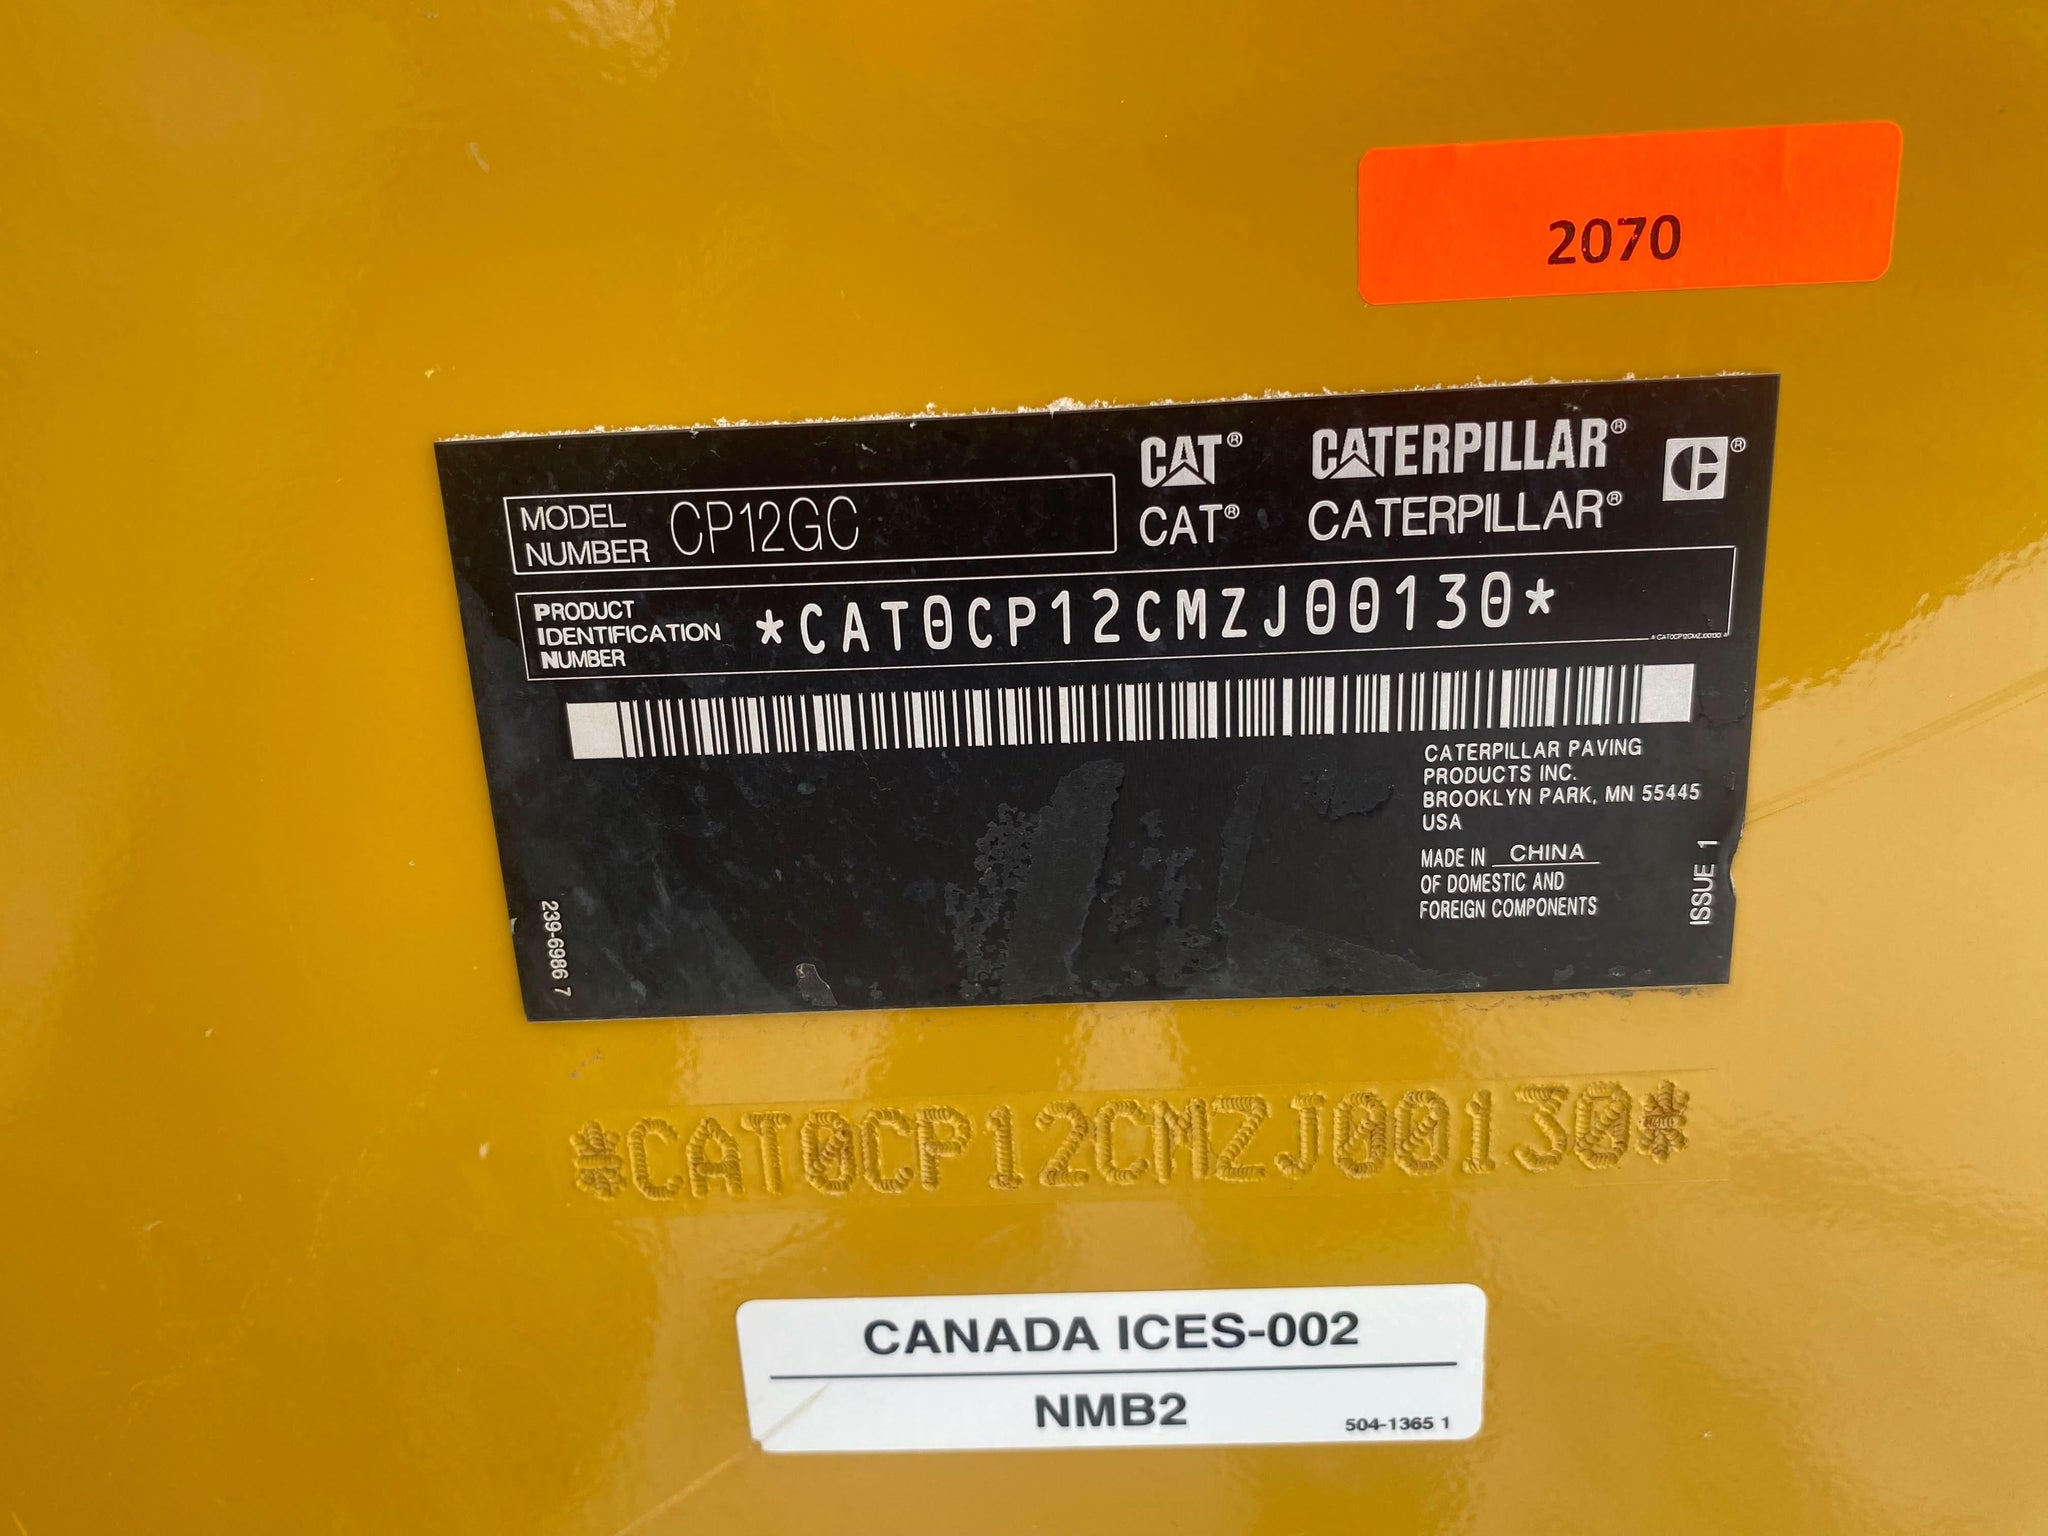 2070
CAT® CATERPILLAR® ®
MODEL
NUMBER CP12GC
CAT® CATERPILLAR®
PRODUCT
IDENTIFICATION
NUMBER *CAT0CP12CMZJ00130*
*CAT0CP12CMZJ00130*
CATERPILLAR PAVING
PRODUCTS INC.
BROOKLYN PARK, MN 55445
USA
MADE IN CHINA
OF DOMESTIC AND
FOREIGN COMPONENTS
ISSUE 1
239-6986 7
*CAT0CP12CMZJ00130*
CANADA ICES-002
NMB2
504-1365 1